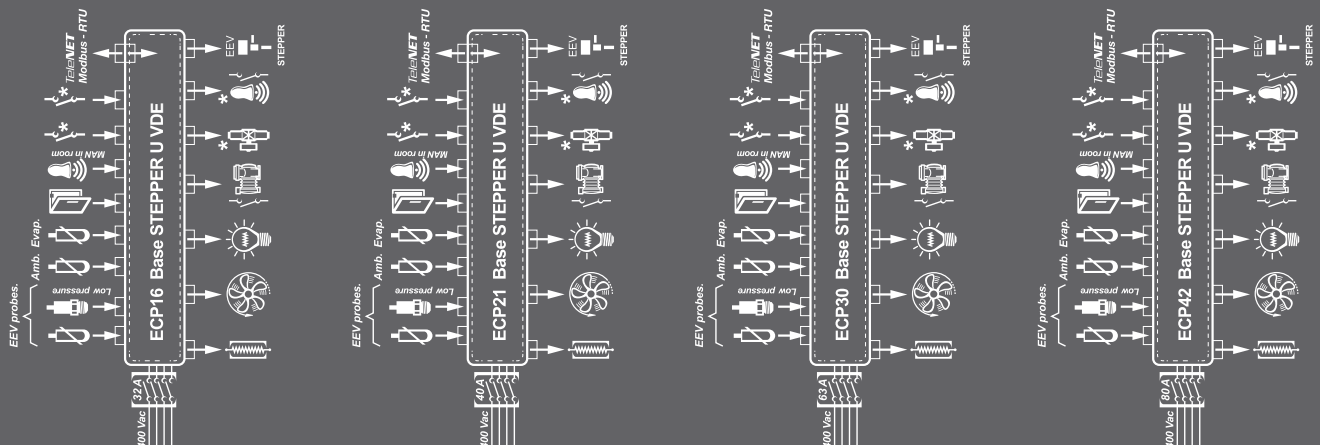 TeleNET
Modbus - RTU
MAN in room
Evap.
Amb.
Low pressure
EEV probes.
ECP16 Base STEPPER U VDE
EEV
STEPPER
32 A
400 Vac
TeleNET
Modbus - RTU
MAN in room
Evap.
Amb.
Low pressure
EEV probes.
ECP21 Base STEPPER U VDE
EEV
STEPPER
40 A
400 Vac
TeleNET
Modbus - RTU
MAN in room
Evap.
Amb.
Low pressure
EEV probes.
ECP30 Base STEPPER U VDE
EEV
STEPPER
63 A
400 Vac
TeleNET
Modbus - RTU
MAN in room
Evap.
Amb.
Low pressure
EEV probes.
ECP42 Base STEPPER U VDE
EEV
STEPPER
80 A
400 Vac